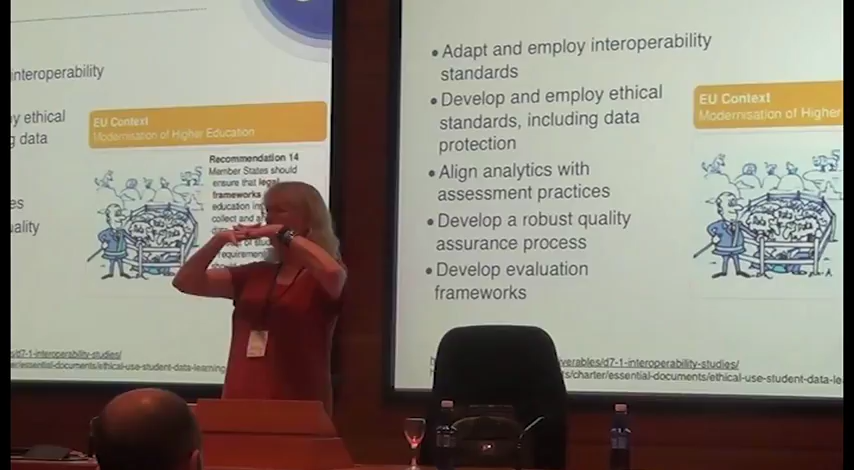 interoperability
y ethical
g data
es
ality
EU Context
Modernisation of Higher Education
Recommendation 14
Member States should
ensure that legal
frameworks
education
collect and
of
requirement
/d7-1-interoperability-studies/
er/essential-documents/ethical-use-student-data-learning
• Adapt and employ interoperability
standards
• Develop and employ ethical
standards, including data
protection
• Align analytics with
assessment practices
• Develop a robust quality
assurance process
• Develop evaluation
frameworks
EU Context
Modernisation of Higher
verables/d7-1-interoperability-studies/
ts/charter/essential-documents/ethical-use-student-data-le